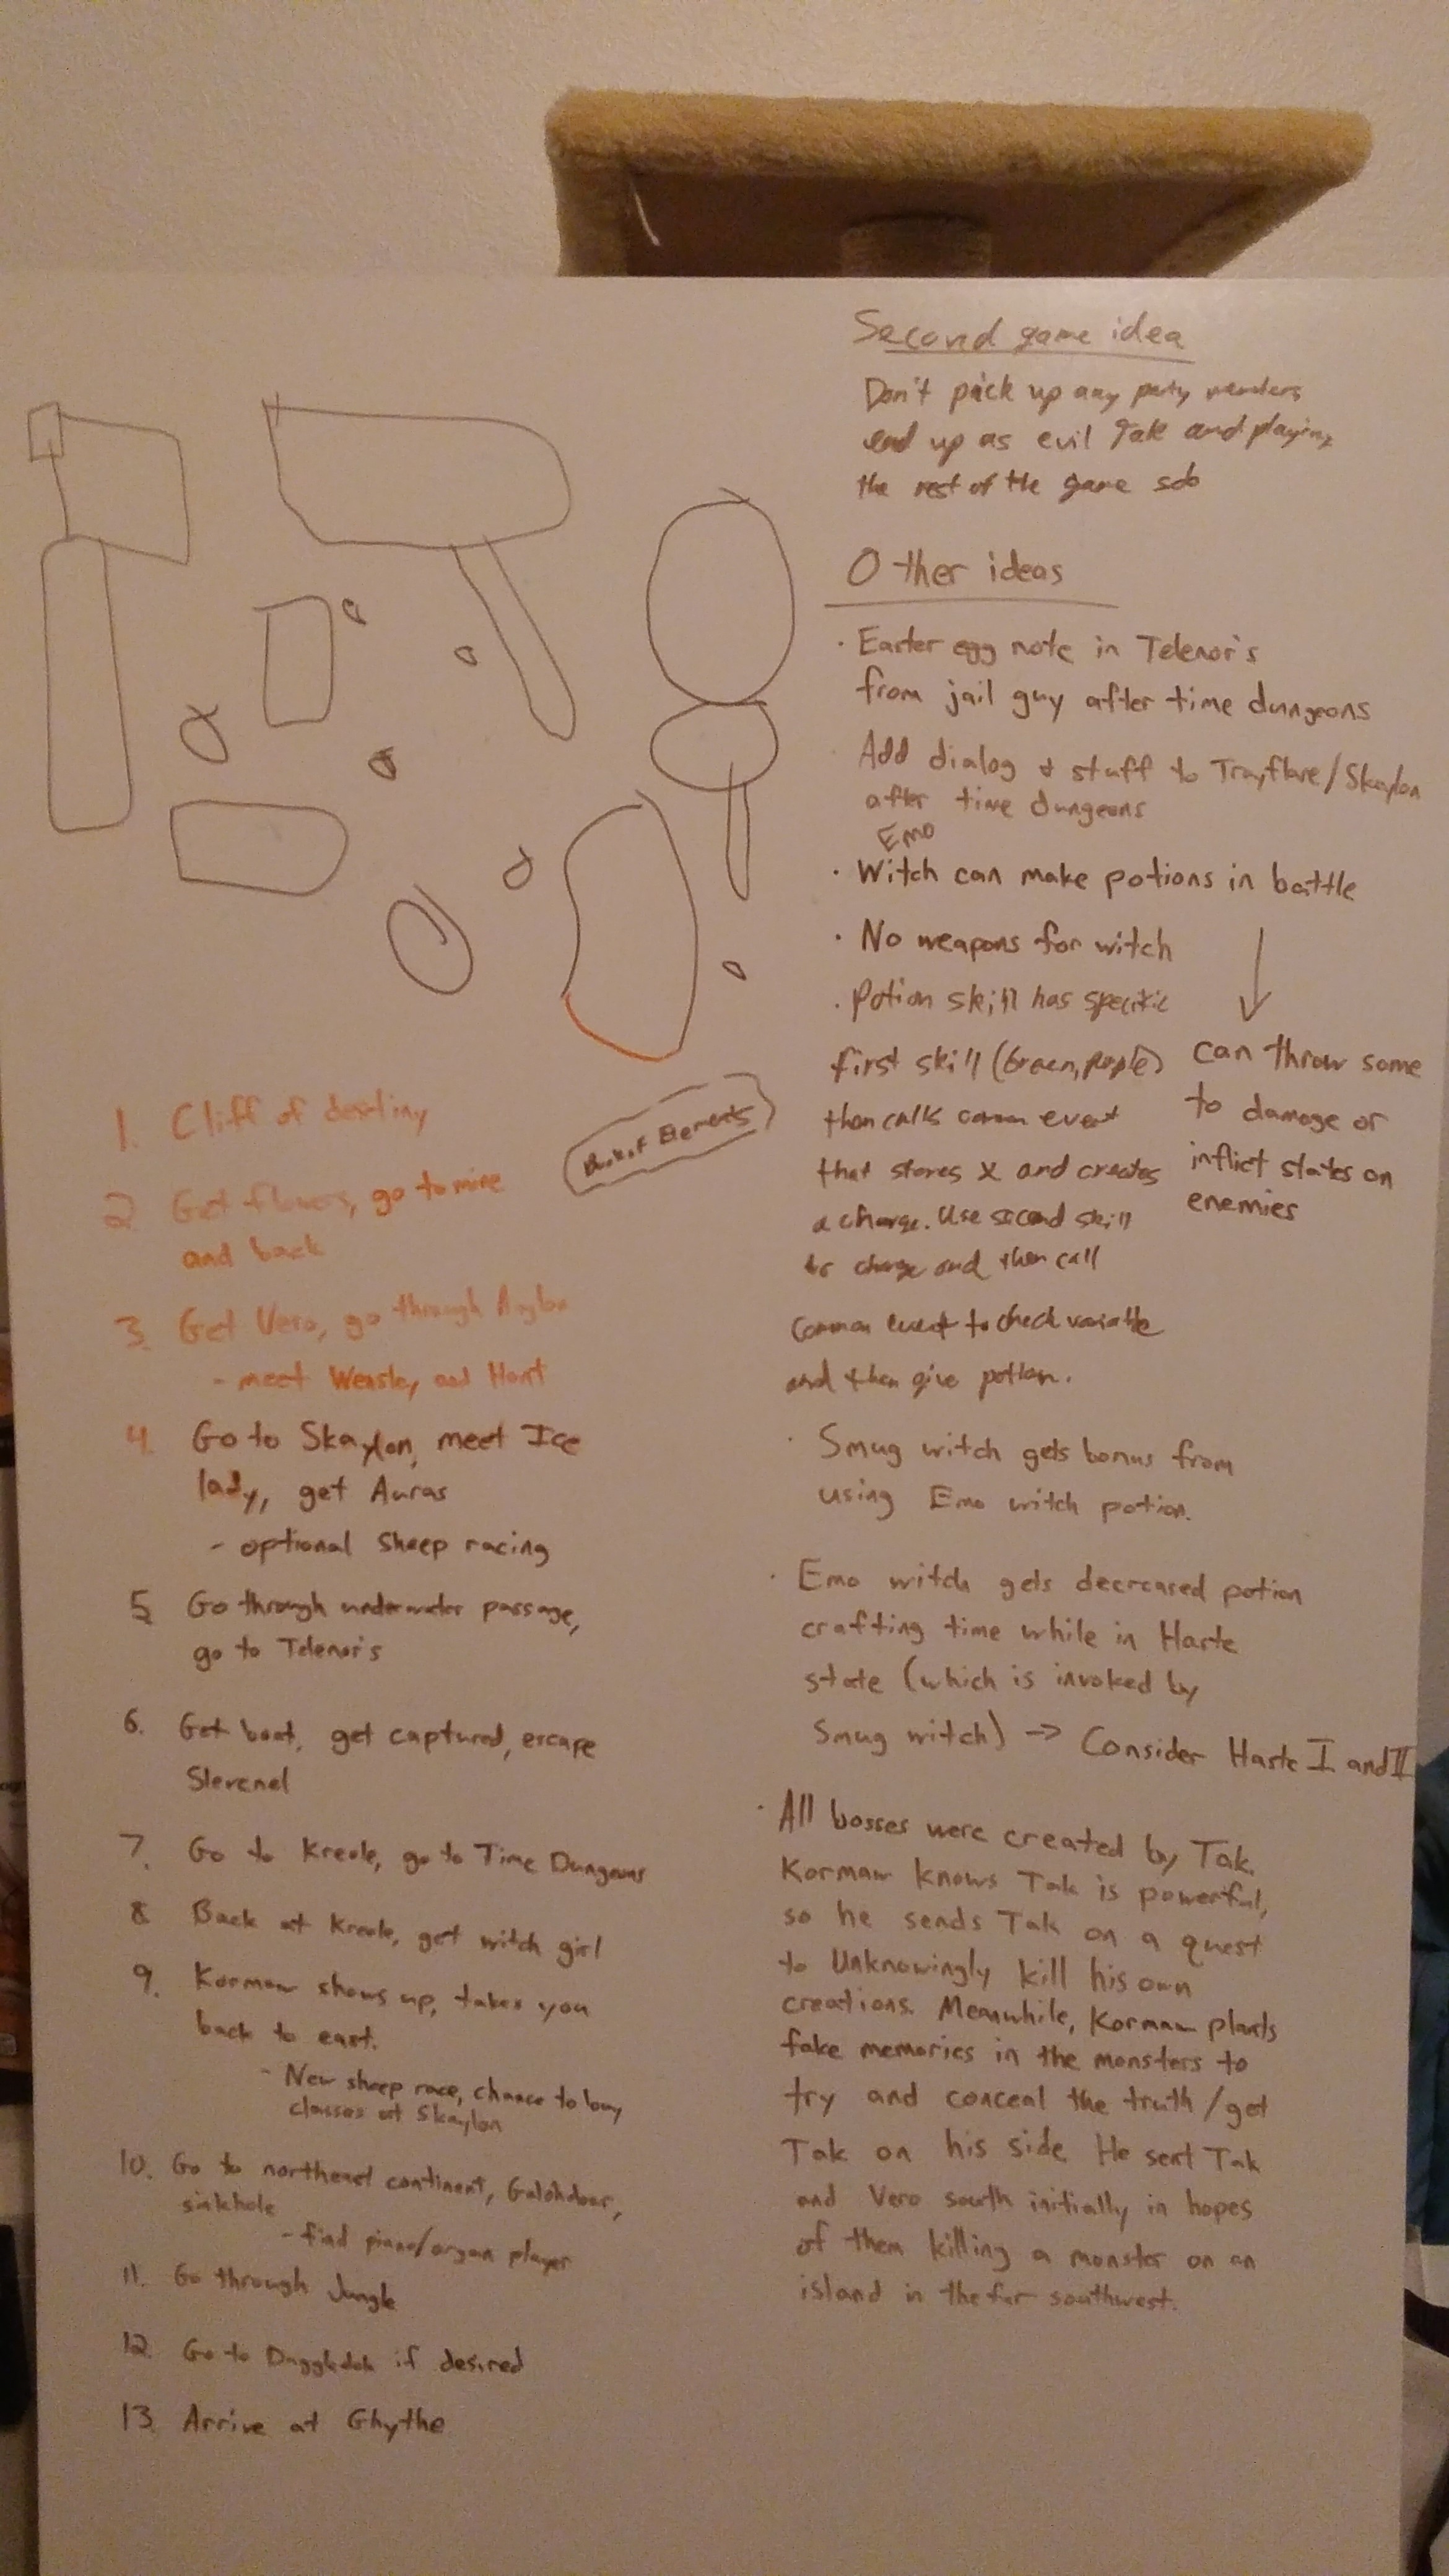 Second game idea
Don't pick up any party members
end up as evil Tak and playing
the rest of the game solo
Other ideas
· Easter egg note in Telenor's
from jail guy after time dungeons
· Add dialog & stuff to Trayflare/Skaylon
after time dungeons
Emo
· Witch can make potions in battle
· No weapons for witch
· Potion skill has specific
first skill (Green, purple)
then calls common event
that stores X and creates
a charge. Use second skill
to charge and then call
common event to check variable
and then give potion.
can throw some
to damage or
inflict states on
enemies
· Smug witch gets bonus from
using Emo witch potion.
· Emo witch gets decreased potion
crafting time while in Haste
state (which is invoked by
Smug witch) → Consider Haste I and II
· All bosses were created by Tak.
Kormaw knows Tak is powerful,
so he sends Tak on a quest
to Unknowingly kill his own
creations. Meanwhile, Kormaw plants
fake memories in the monsters to
try and conceal the truth/get
Tak on his side. He sent Tak
and Vero south initially in hopes
of them killing a monster on an
island in the far southwest.
Book of Elements
1. Cliff of destiny
2. Get flowers, go to mine
and back
3. Get Vero, go through
- meet Weasley and Hont
4. Go to Skaylon, meet Ice
lady, get Auras
- optional sheep racing
5 Go through underwater passage,
go to Telenor's
6. Get boat, get captured, escape
Slevenel
7. Go to Kreole, go to Time Dungeons
8 Back at Kreole, get witch girl
9. Kormaw shows up, takes you
back to east.
- New sheep race, chance to buy
classes at Skaylon
10. Go to northeast continent,
sinkhole
- find piano/organ player
11. Go through Jungle
12. Go to if desired
13. Arrive at Ghythe